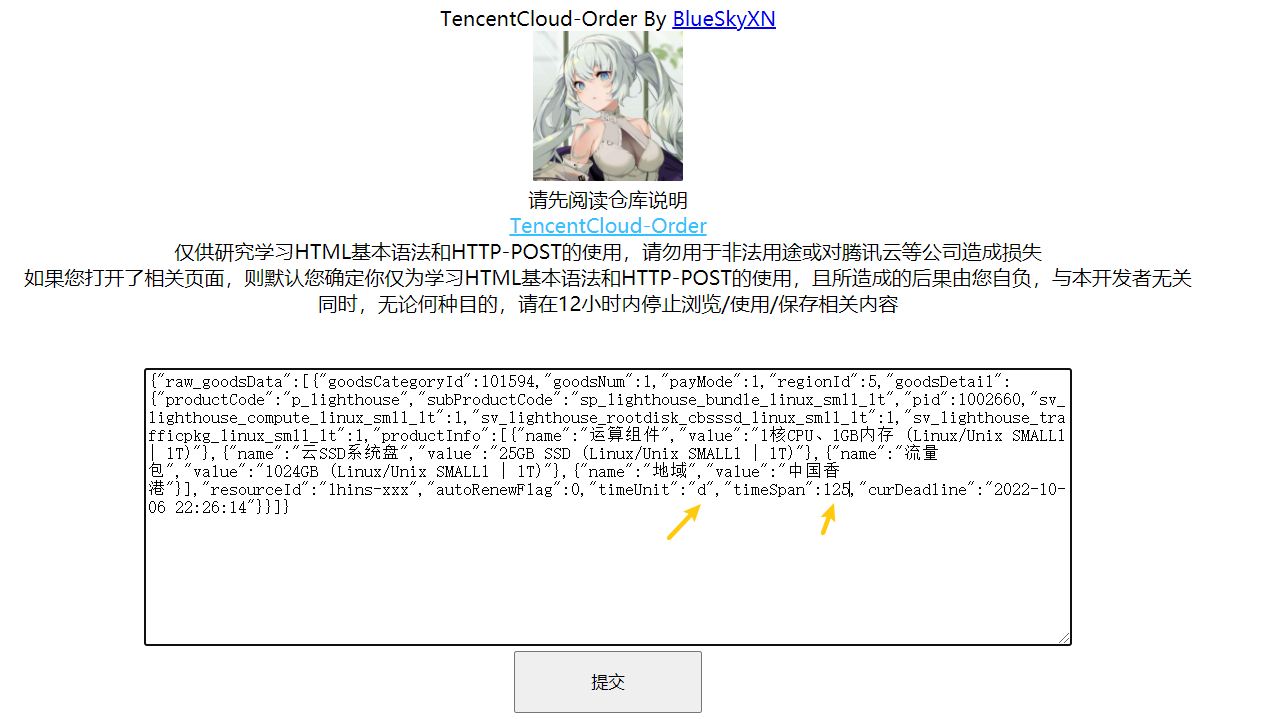 TencentCloud-Order By BlueSkyXN
请先阅读仓库说明
TencentCloud-Order
仅供研究学习HTML基本语法和HTTP-POST的使用，请勿用于非法用途或对腾讯云等公司造成损失
如果您打开了相关页面，则默认您确定你仅为学习HTML基本语法和HTTP-POST的使用，且所造成的后果由您自负，与本开发者无关
同时，无论何种目的，请在12小时内停止浏览/使用/保存相关内容
{"raw_goodsData":[{"goodsCategoryId":101594,"goodsNum":1,"payMode":1,"regionId":5,"goodsDetail":
{"productCode":"p_lighthouse","subProductCode":"sp_lighthouse_bundle_linux_sml1_1t","pid":1002660,"sv_
lighthouse_compute_linux_sml1_1t":1,"sv_lighthouse_rootdisk_cbsssd_linux_sml1_1t":1,"sv_lighthouse_tra
fficpkg_linux_sml1_1t":1,"productInfo":[{"name":"运算组件","value":"1核CPU、1GB内存 (Linux/Unix SMALL1
| 1T)"},{"name":"云SSD系统盘","value":"25GB SSD (Linux/Unix SMALL1 | 1T)"},{"name":"流量
包","value":"1024GB (Linux/Unix SMALL1 | 1T)"},{"name":"地域","value":"中国香
港"}],"resourceId":"lhins-xxx","autoRenewFlag":0,"timeUnit":"d","timeSpan":125,"curDeadline":"2022-10-
06 22:26:14"}}]}
提交